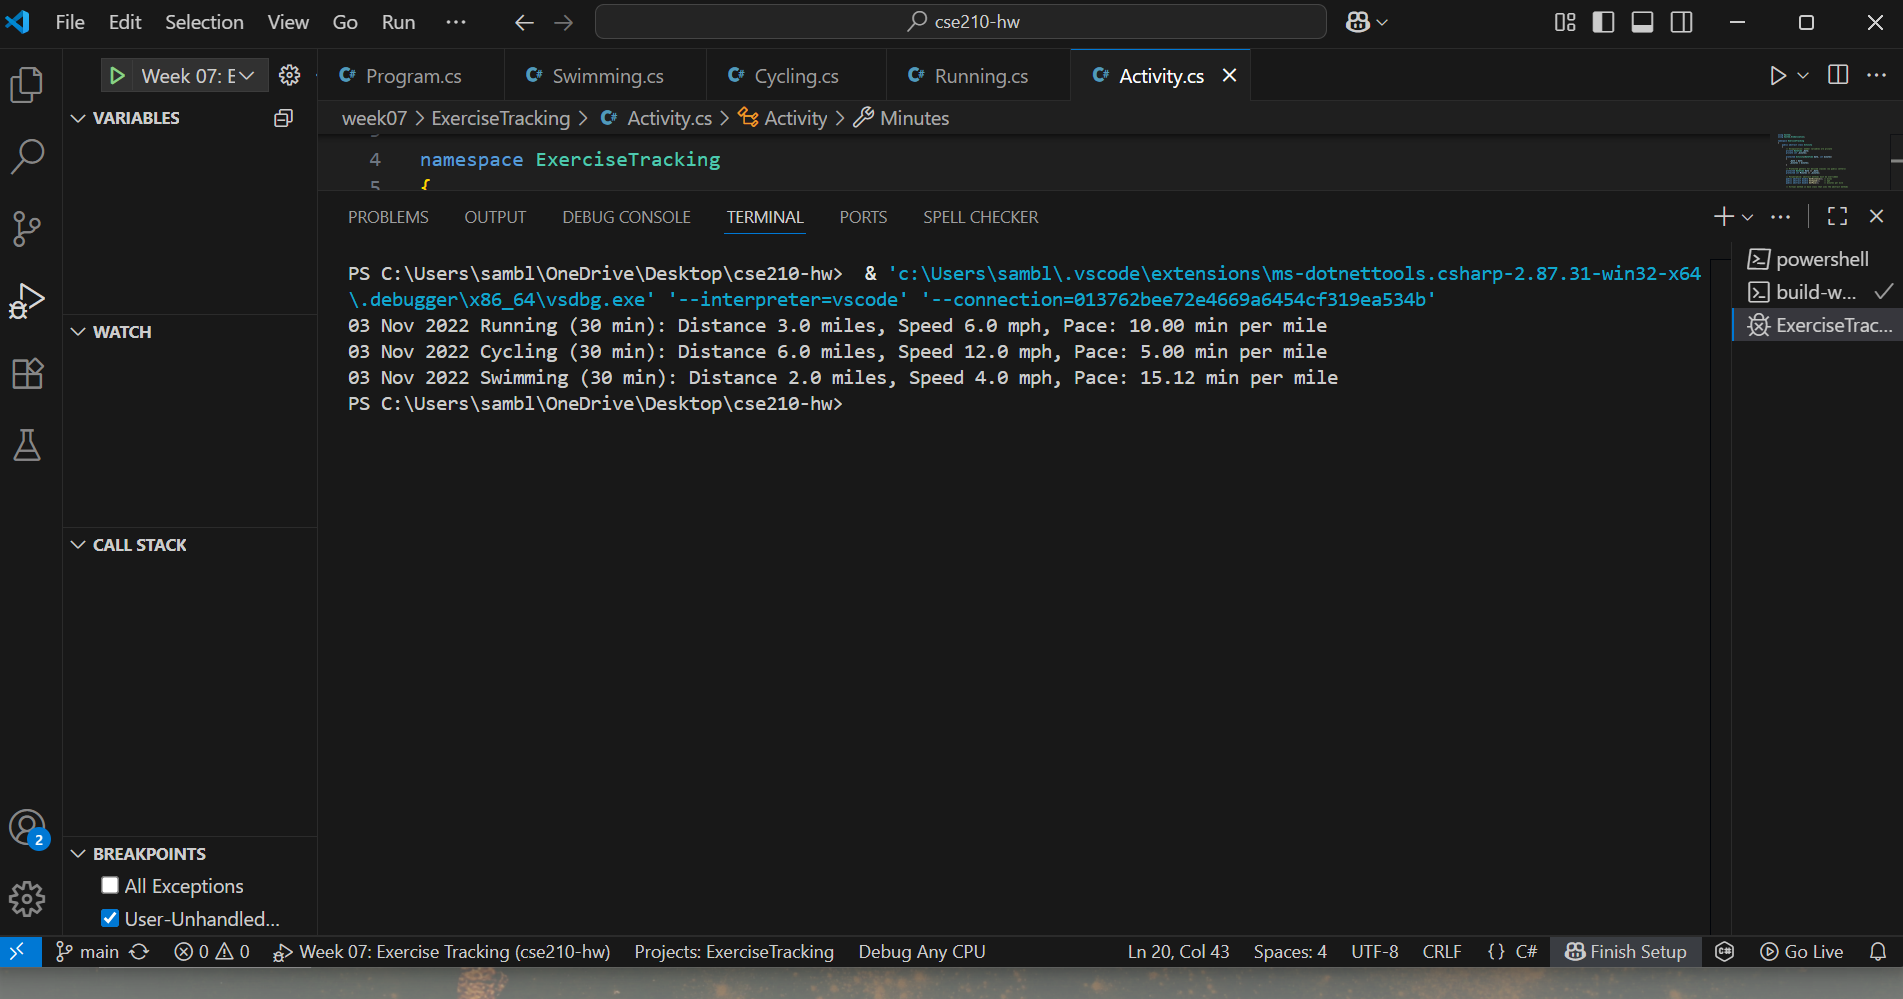 File Edit Selection View Go Run ··· cse210-hw
Week 07: E
Program.cs Swimming.cs Cycling.cs Running.cs Activity.cs
VARIABLES
week07 > ExerciseTracking > Activity.cs > Activity > Minutes
4 namespace ExerciseTracking
5 {
PROBLEMS OUTPUT DEBUG CONSOLE TERMINAL PORTS SPELL CHECKER
PS C:\Users\sambl\OneDrive\Desktop\cse210-hw>  & 'c:\Users\sambl\.vscode\extensions\ms-dotnettools.csharp-2.87.31-win32-x64
\.debugger\x86_64\vsdbg.exe' '--interpreter=vscode' '--connection=013762bee72e4669a6454cf319ea534b'
03 Nov 2022 Running (30 min): Distance 3.0 miles, Speed 6.0 mph, Pace: 10.00 min per mile
03 Nov 2022 Cycling (30 min): Distance 6.0 miles, Speed 12.0 mph, Pace: 5.00 min per mile
03 Nov 2022 Swimming (30 min): Distance 2.0 miles, Speed 4.0 mph, Pace: 15.12 min per mile
PS C:\Users\sambl\OneDrive\Desktop\cse210-hw>
powershell
build-w...
ExerciseTrac...
WATCH
CALL STACK
2
BREAKPOINTS
All Exceptions
User-Unhandled...
main 0 0 Week 07: Exercise Tracking (cse210-hw) Projects: ExerciseTracking Debug Any CPU Ln 20, Col 43 Spaces: 4 UTF-8 CRLF {} C# Finish Setup Go Live